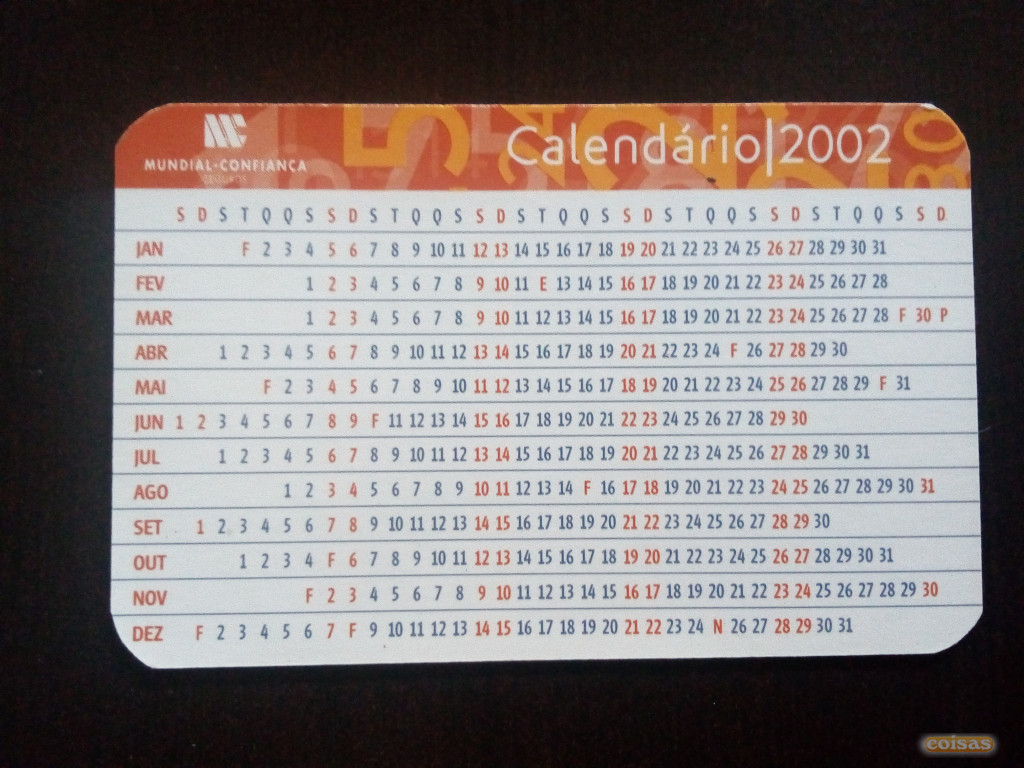 MC
MUNDIAL-CONFIANÇA
SEGUROS
Calendário|2002
S D S T Q Q S S D S T Q Q S S D S T Q Q S S D S T Q Q S S D S T Q Q S S D
JAN F 2 3 4 5 6 7 8 9 10 11 12 13 14 15 16 17 18 19 20 21 22 23 24 25 26 27 28 29 30 31
FEV 1 2 3 4 5 6 7 8 9 10 11 E 13 14 15 16 17 18 19 20 21 22 23 24 25 26 27 28
MAR 1 2 3 4 5 6 7 8 9 10 11 12 13 14 15 16 17 18 19 20 21 22 23 24 25 26 27 28 F 30 P
ABR 1 2 3 4 5 6 7 8 9 10 11 12 13 14 15 16 17 18 19 20 21 22 23 24 F 26 27 28 29 30
MAI F 2 3 4 5 6 7 8 9 10 11 12 13 14 15 16 17 18 19 20 21 22 23 24 25 26 27 28 29 F 31
JUN 1 2 3 4 5 6 7 8 9 F 11 12 13 14 15 16 17 18 19 20 21 22 23 24 25 26 27 28 29 30
JUL 1 2 3 4 5 6 7 8 9 10 11 12 13 14 15 16 17 18 19 20 21 22 23 24 25 26 27 28 29 30 31
AGO 1 2 3 4 5 6 7 8 9 10 11 12 13 14 F 16 17 18 19 20 21 22 23 24 25 26 27 28 29 30 31
SET 1 2 3 4 5 6 7 8 9 10 11 12 13 14 15 16 17 18 19 20 21 22 23 24 25 26 27 28 29 30
OUT 1 2 3 4 F 6 7 8 9 10 11 12 13 14 15 16 17 18 19 20 21 22 23 24 25 26 27 28 29 30 31
NOV F 2 3 4 5 6 7 8 9 10 11 12 13 14 15 16 17 18 19 20 21 22 23 24 25 26 27 28 29 30
DEZ F 2 3 4 5 6 7 F 9 10 11 12 13 14 15 16 17 18 19 20 21 22 23 24 N 26 27 28 29 30 31
coisas